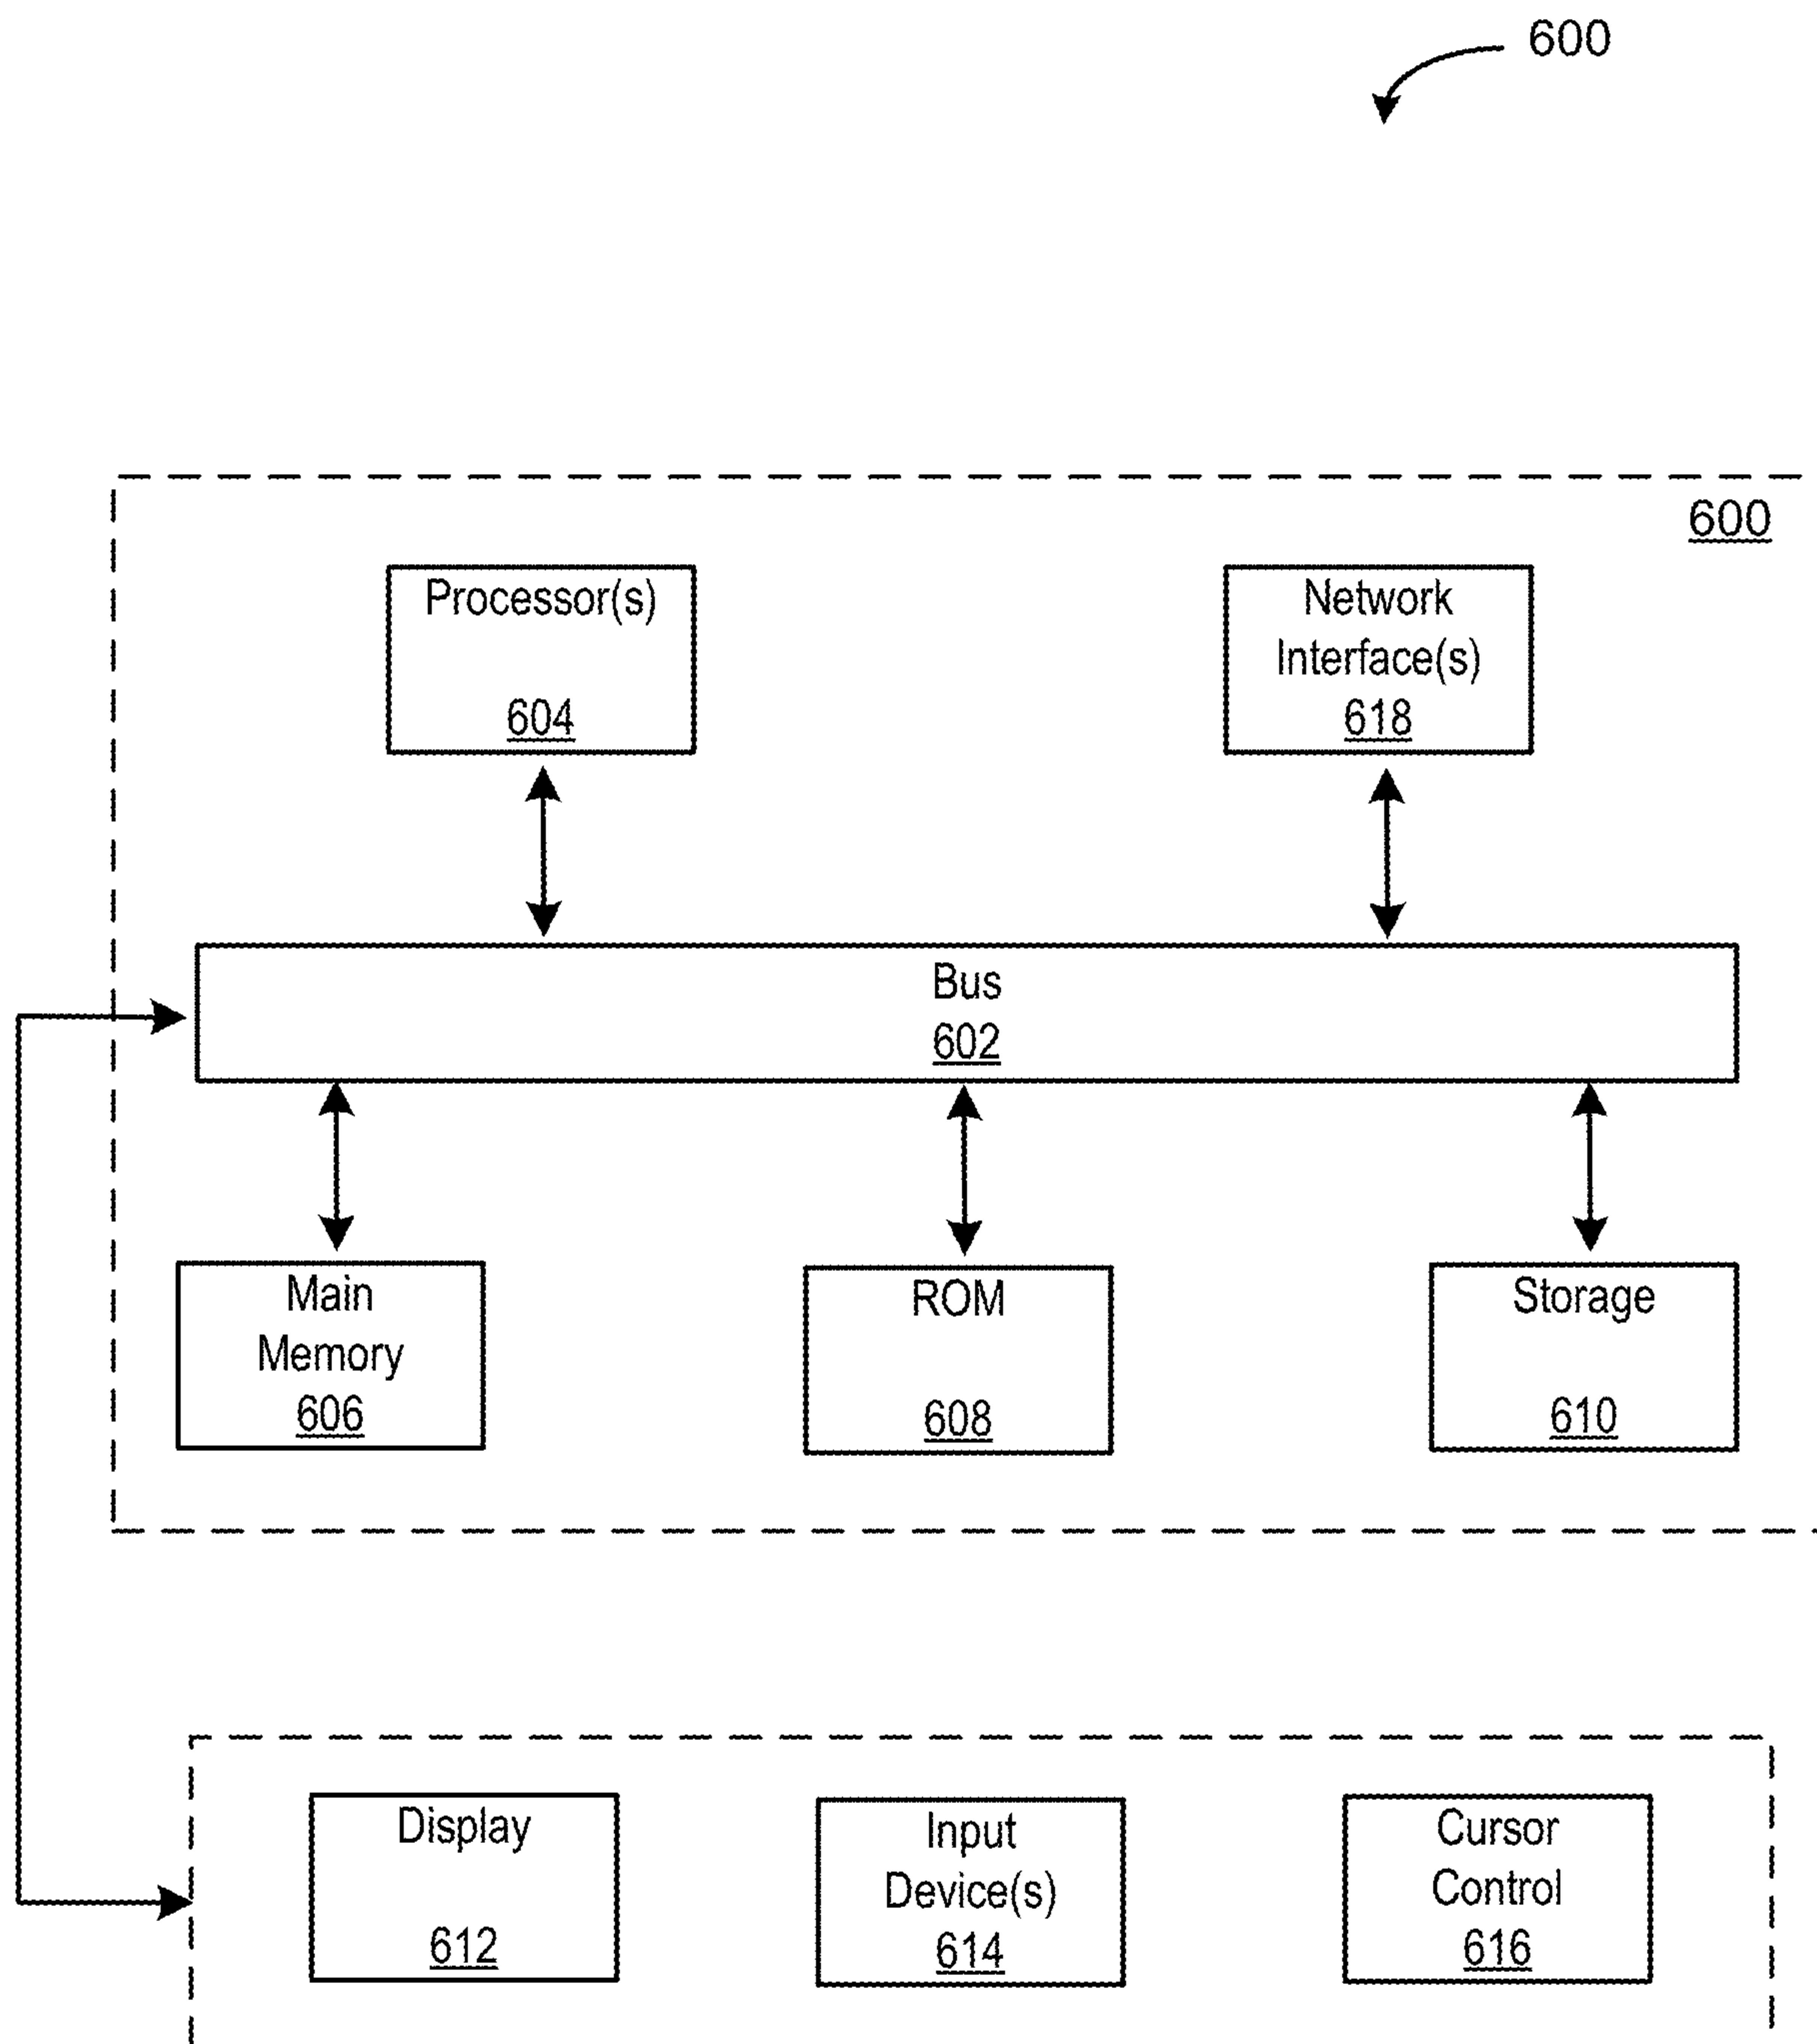 600
600
Processor(s)
604
Network
Interface(s)
618
Bus
602
Main
Memory
606
ROM
608
Storage
610
Display
612
Input
Device(s)
614
Cursor
Control
616